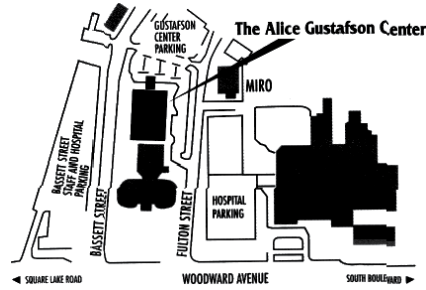 GUSTAFSON
CENTER
PARKING
The Alice Gustafson Center
MIRO
BASSETT STREET
STAFF AND HOSPITAL
PARKING
BASSETT STREET
FULTON STREET
HOSPITAL
PARKING
◄ SQUARE LAKE ROAD
WOODWARD AVENUE
SOUTH BOULEVARD ►